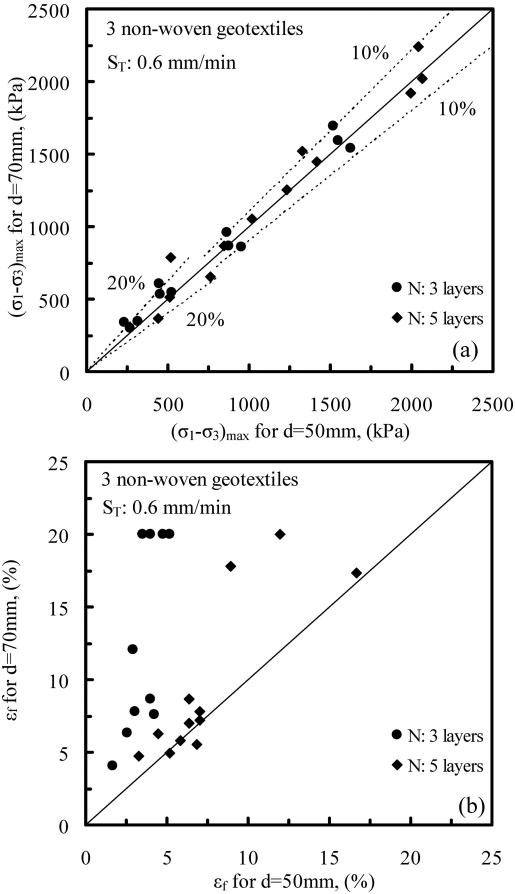 3 non-woven geotextiles
S_T: 0.6 mm/min
2500
2000
1500
1000
500
0
(σ₁-σ₃)max for d=70mm, (kPa)
10%
10%
20%
20%
N: 3 layers
N: 5 layers
(a)
0 500 1000 1500 2000 2500
(σ₁-σ₃)max for d=50mm, (kPa)
3 non-woven geotextiles
S_T: 0.6 mm/min
25
20
15
10
5
0
εf for d=70mm, (%)
N: 3 layers
N: 5 layers
(b)
0 5 10 15 20 25
εf for d=50mm, (%)